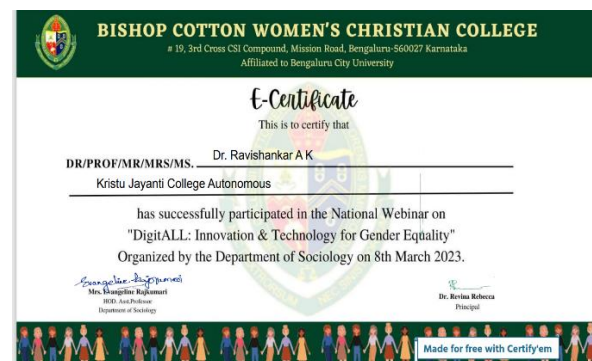 BISHOP COTTON WOMEN'S CHRISTIAN COLLEGE
# 19, 3rd Cross CSI Compound, Mission Road, Bengaluru-560027 Karnataka
Affiliated to Bengaluru City University
E-Certificate
This is to certify that
DR/PROF/MR/MRS/MS. Dr. Ravishankar A K
Kristu Jayanti College Autonomous
has successfully participated in the National Webinar on
"DigitALL: Innovation & Technology for Gender Equality"
Organized by the Department of Sociology on 8th March 2023.
Evangeline Rajkumari
Mrs. Evangeline Rajkumari
HOD. Asst.Professor
Department of Sociology
Dr. Revina Rebecca
Principal
Made for free with Certify'em